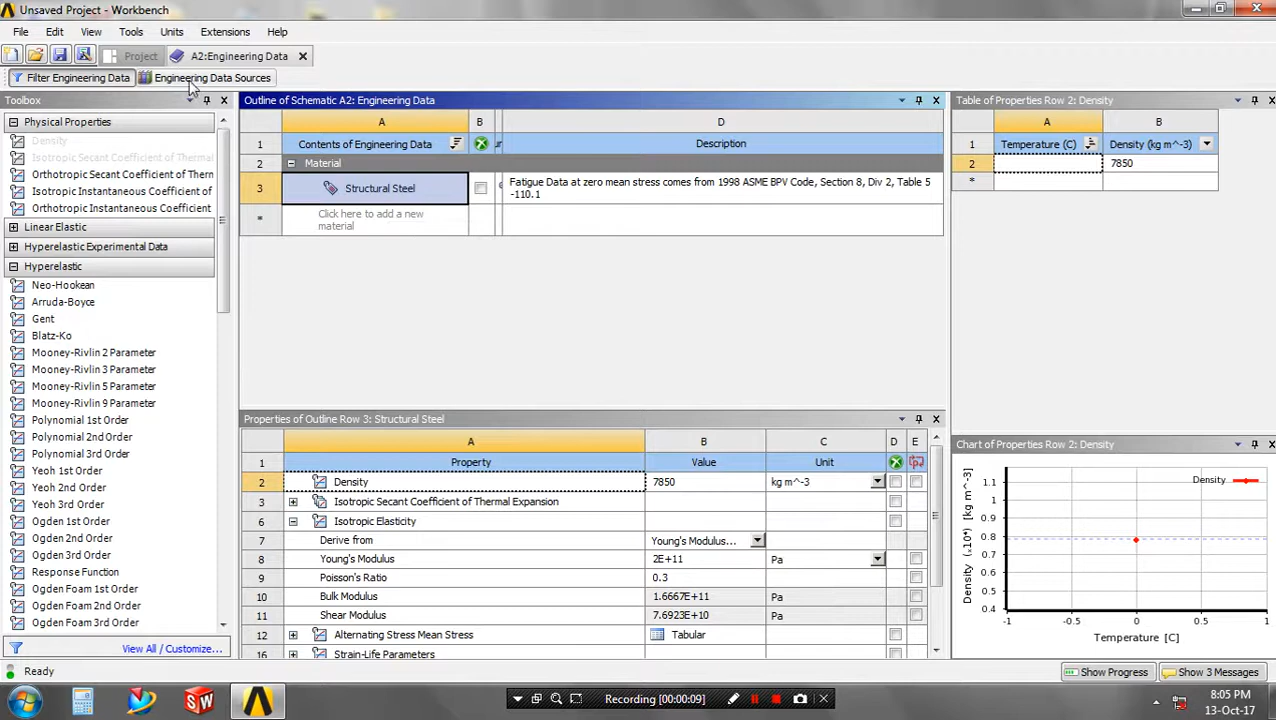 Unsaved Project - Workbench
File Edit View Tools Units Extensions Help
Project A2:Engineering Data
Filter Engineering Data Engineering Data Sources
Toolbox
Physical Properties
Density
Isotropic Secant Coefficient of Thermal
Orthotropic Secant Coefficient of Thern
Isotropic Instantaneous Coefficient of
Orthotropic Instantaneous Coefficient
Linear Elastic
Hyperelastic Experimental Data
Hyperelastic
Neo-Hookean
Arruda-Boyce
Gent
Blatz-Ko
Mooney-Rivlin 2 Parameter
Mooney-Rivlin 3 Parameter
Mooney-Rivlin 5 Parameter
Mooney-Rivlin 9 Parameter
Polynomial 1st Order
Polynomial 2nd Order
Polynomial 3rd Order
Yeoh 1st Order
Yeoh 2nd Order
Yeoh 3rd Order
Ogden 1st Order
Ogden 2nd Order
Ogden 3rd Order
Response Function
Ogden Foam 1st Order
Ogden Foam 2nd Order
Ogden Foam 3rd Order
View All / Customize...
Outline of Schematic A2: Engineering Data
A B D
1 Contents of Engineering Data Description
2 Material
3 Structural Steel Fatigue Data at zero mean stress comes from 1998 ASME BPV Code, Section 8, Div 2, Table 5
-110.1
* Click here to add a new
material
Properties of Outline Row 3: Structural Steel
A B C D E
1 Property Value Unit
2 Density 7850 kg m^-3
3 Isotropic Secant Coefficient of Thermal Expansion
6 Isotropic Elasticity
7 Derive from Young's Modulus...
8 Young's Modulus 2E+11 Pa
9 Poisson's Ratio 0.3
10 Bulk Modulus 1.6667E+11 Pa
11 Shear Modulus 7.6923E+10 Pa
12 Alternating Stress Mean Stress Tabular
16 Strain-Life Parameters
Table of Properties Row 2: Density
A B
1 Temperature (C) Density (kg m^-3)
2 7850
*
Chart of Properties Row 2: Density
Density
Density (.10⁴) [kg m^-3]
1.1
1
0.9
0.8
0.7
0.6
0.5
0.4
-1 -0.5 0 0.5 1
Temperature [C]
Ready Show Progress Show 3 Messages
SW Recording [00:00:09]
8:05 PM
13-Oct-17